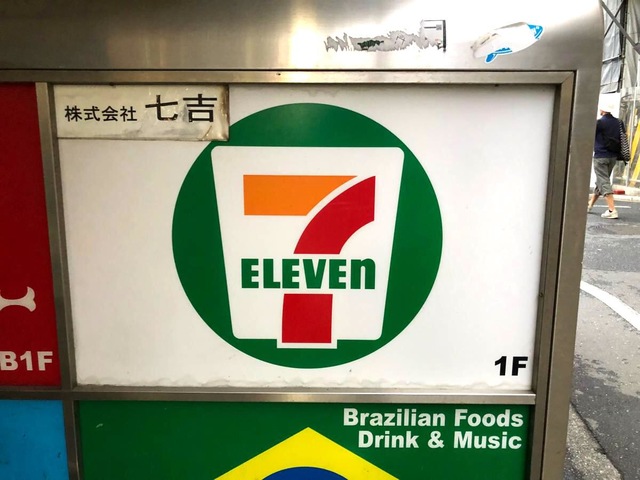 株式会社 七吉
7
ELEVEn
1F
B1F
Brazilian Foods
Drink & Music